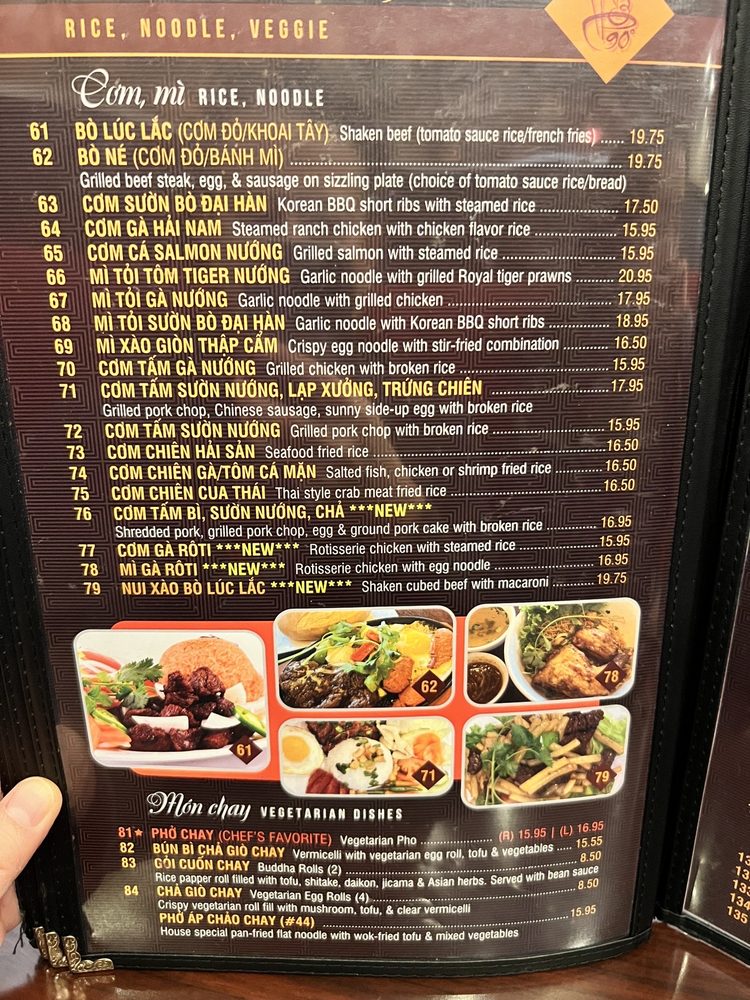 RICE, NOODLE, VEGGIE
90°
Cơm, mì RICE, NOODLE
61 BÒ LÚC LẮC (CƠM ĐỎ/KHOAI TÂY) Shaken beef (tomato sauce rice/french fries) ...... 19.75
62 BÒ NÉ (CƠM ĐỎ/BÁNH MÌ) ...... 19.75
Grilled beef steak, egg, & sausage on sizzling plate (choice of tomato sauce rice/bread)
63 CƠM SƯỜN BÒ ĐẠI HÀN Korean BBQ short ribs with steamed rice ...... 17.50
64 CƠM GÀ HẢI NAM Steamed ranch chicken with chicken flavor rice ...... 15.95
65 CƠM CÁ SALMON NƯỚNG Grilled salmon with steamed rice ...... 15.95
66 MÌ TỎI TÔM TIGER NƯỚNG Garlic noodle with grilled Royal tiger prawns ...... 20.95
67 MÌ TỎI GÀ NƯỚNG Garlic noodle with grilled chicken ...... 17.95
68 MÌ TỎI SƯỜN BÒ ĐẠI HÀN Garlic noodle with Korean BBQ short ribs ...... 18.95
69 MÌ XÀO GIÒN THẬP CẨM Crispy egg noodle with stir-fried combination ...... 16.50
70 CƠM TẤM GÀ NƯỚNG Grilled chicken with broken rice ...... 15.95
71 CƠM TẤM SƯỜN NƯỚNG, LẠP XƯỞNG, TRỨNG CHIÊN ...... 17.95
Grilled pork chop, Chinese sausage, sunny side-up egg with broken rice
72 CƠM TẤM SƯỜN NƯỚNG Grilled pork chop with broken rice ...... 15.95
73 CƠM CHIÊN HẢI SẢN Seafood fried rice ...... 16.50
74 CƠM CHIÊN GÀ/TÔM CÁ MẶN Salted fish, chicken or shrimp fried rice ...... 16.50
75 CƠM CHIÊN CUA THÁI Thai style crab meat fried rice ...... 16.50
76 CƠM TẤM BÌ, SƯỜN NƯỚNG, CHẢ ***NEW***
Shredded pork, grilled pork chop, egg & ground pork cake with broken rice ...... 16.95
77 CƠM GÀ RÔTI ***NEW*** Rotisserie chicken with steamed rice ...... 15.95
78 MÌ GÀ RÔTI ***NEW*** Rotisserie chicken with egg noodle ...... 16.95
79 NUI XÀO BÒ LÚC LẮC ***NEW*** Shaken cubed beef with macaroni ...... 19.75
61
62
78
71
79
Món chay VEGETARIAN DISHES
81* PHỞ CHAY (CHEF'S FAVORITE) Vegetarian Pho ...... (R) 15.95 | (L) 16.95
82 BÚN BÌ CHẢ GIÒ CHAY Vermicelli with vegetarian egg roll, tofu & vegetables ..... 15.55
83 GỎI CUỐN CHAY Buddha Rolls (2) ...... 8.50
Rice papper roll filled with tofu, shitake, daikon, jicama & Asian herbs. Served with bean sauce
84 CHẢ GIÒ CHAY Vegetarian Egg Rolls (4) ...... 8.50
Crispy vegetarian roll fill with mushroom, tofu, & clear vermicelli
PHỞ ÁP CHẢO CHAY (#44) ...... 15.95
House special pan-fried flat noodle with wok-fried tofu & mixed vegetables
134
135